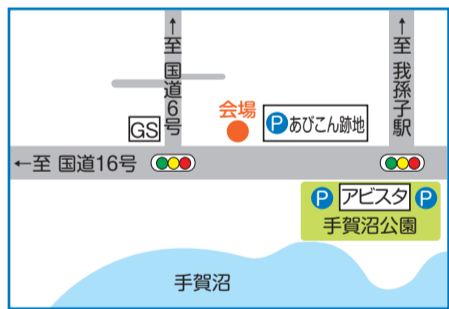 ↑至 国道6号
↑至 我孫子駅
会場
GS
P あびこん跡地
←至 国道16号
P アビスタ P
手賀沼公園
手賀沼